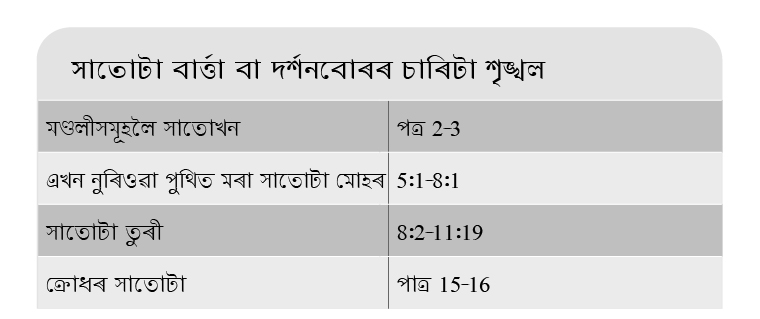 সাতোটা বাৰ্ত্তা বা দৰ্শনবোৰৰ চাৰিটা শৃঙ্খল
মণ্ডলীসমূহলৈ সাতোখন পত্ৰ 2-3
এখন নুৰিওৱা পুথিত মৰা সাতোটা মোহৰ 5:1-8:1
সাতোটা তুৰী 8:2-11:19
ক্ৰোধৰ সাতোটা পাত্ৰ 15-16